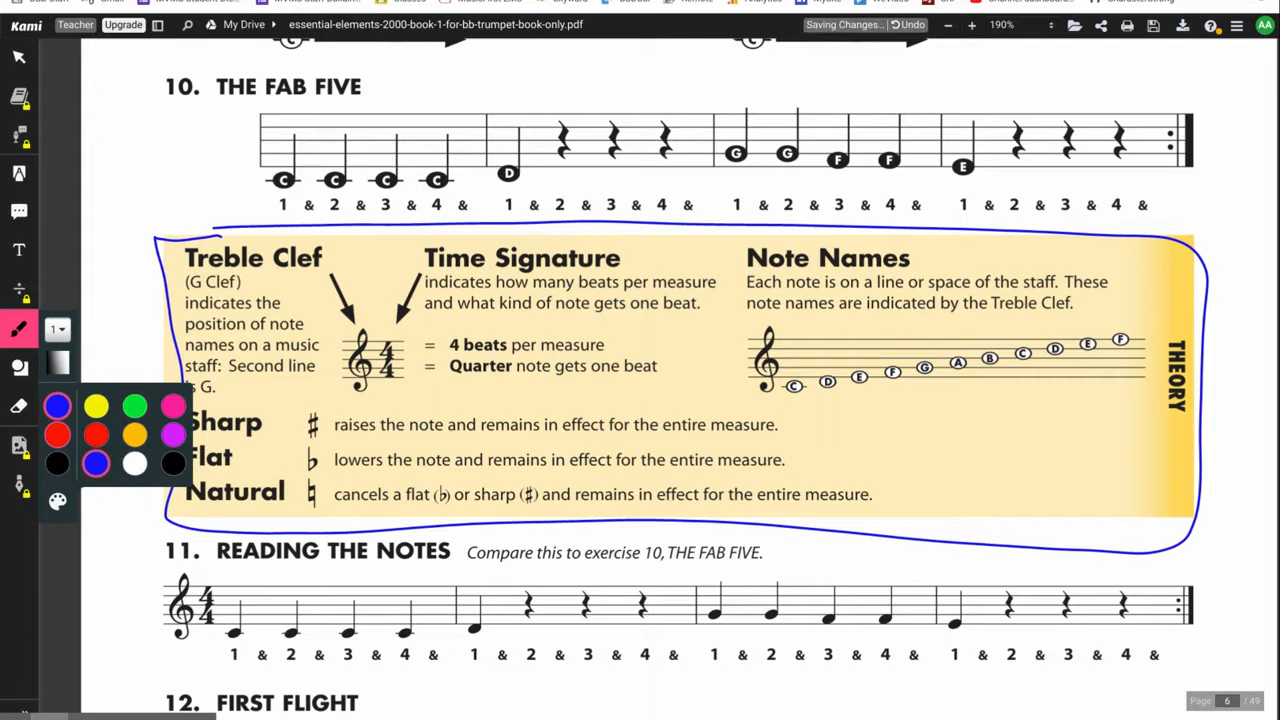 Kami Teacher Upgrade My Drive essential-elements-2000-book-1-for-bb-trumpet-book-only.pdf Saving Changes... Undo 190% AA
G G
10. THE FAB FIVE
C C C C D G G F F E
1 & 2 & 3 & 4 & 1 & 2 & 3 & 4 & 1 & 2 & 3 & 4 & 1 & 2 & 3 & 4 &
Treble Clef
(G Clef)
indicates the
position of note
names on a music
staff: Second line
is G.
Time Signature
indicates how many beats per measure
and what kind of note gets one beat.
4 4
= 4 beats per measure
= Quarter note gets one beat
Note Names
Each note is on a line or space of the staff. These
note names are indicated by the Treble Clef.
C D E F G A B C D E F
THEORY
Sharp ♯ raises the note and remains in effect for the entire measure.
Flat ♭ lowers the note and remains in effect for the entire measure.
Natural ♮ cancels a flat (♭) or sharp (♯) and remains in effect for the entire measure.
1
T
11. READING THE NOTES Compare this to exercise 10, THE FAB FIVE.
4 4
1 & 2 & 3 & 4 & 1 & 2 & 3 & 4 & 1 & 2 & 3 & 4 & 1 & 2 & 3 & 4 &
12. FIRST FLIGHT
Page 6 / 49